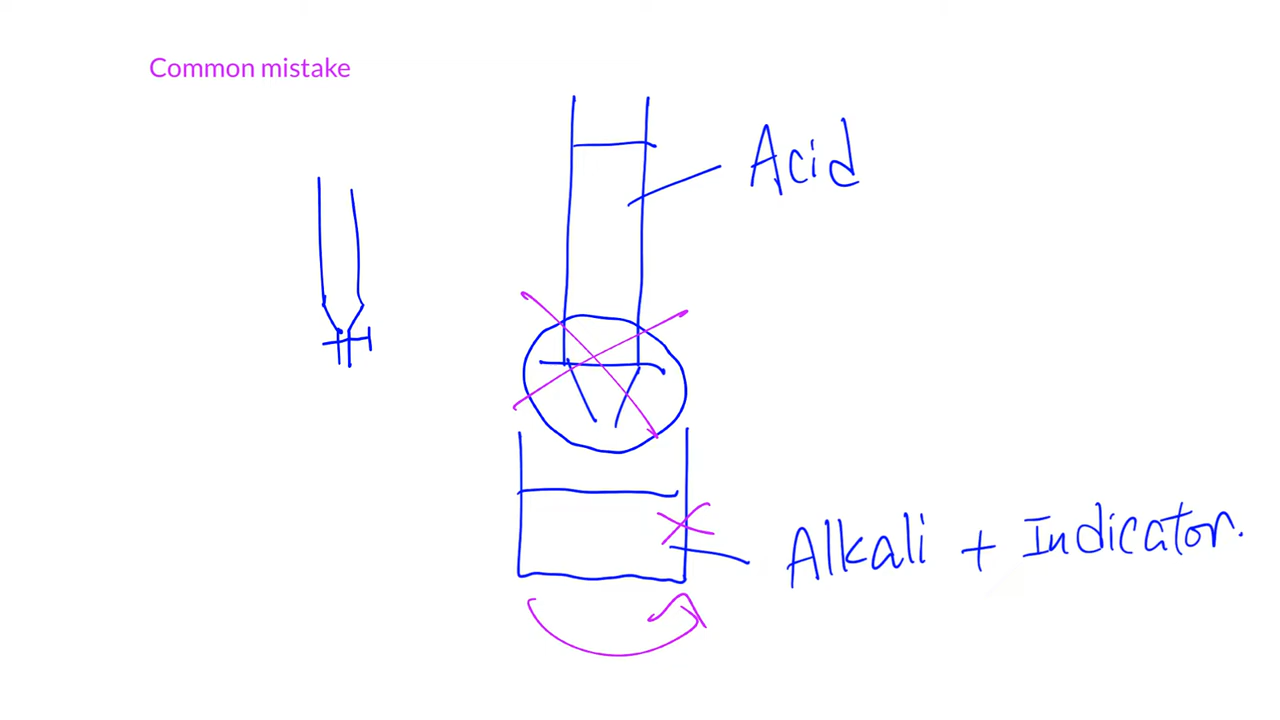 Common mistake
Acid
Alkali + Indicator.